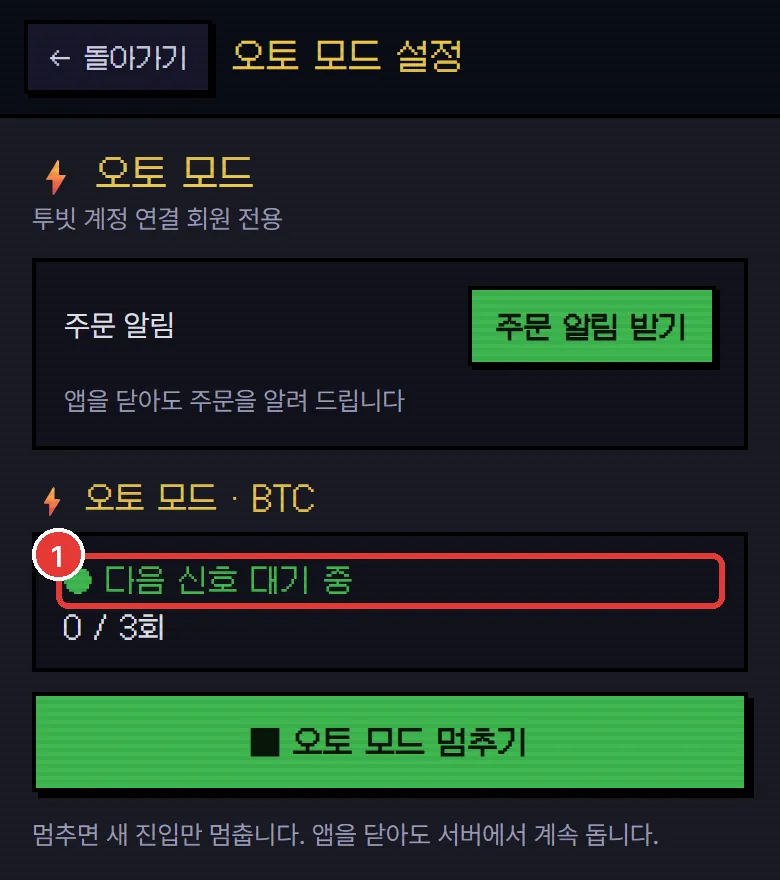 ← 돌아가기 오토 모드 설정
오토 모드
투빗 계정 연결 회원 전용
주문 알림 주문 알림 받기
앱을 닫아도 주문을 알려 드립니다
오토 모드 · BTC
1
다음 신호 대기 중
0 / 3회
■ 오토 모드 멈추기
멈추면 새 진입만 멈춥니다. 앱을 닫아도 서버에서 계속 돕니다.